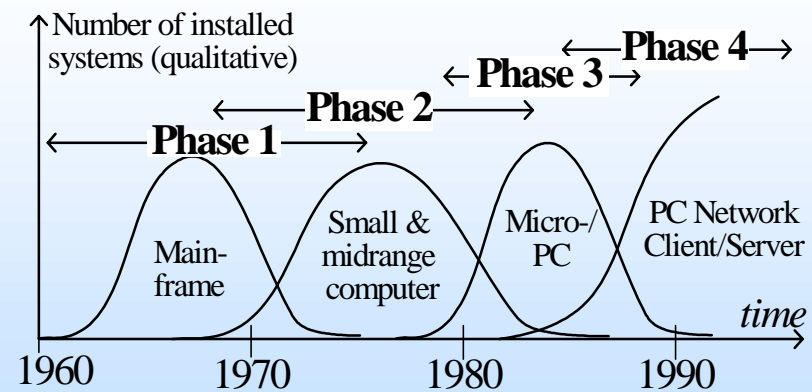 Number of installed
systems (qualitative)
Phase 4
Phase 3
Phase 2
Phase 1
Main-
frame
Small &
midrange
computer
Micro-/
PC
PC Network
Client/Server
time
1960
1970
1980
1990